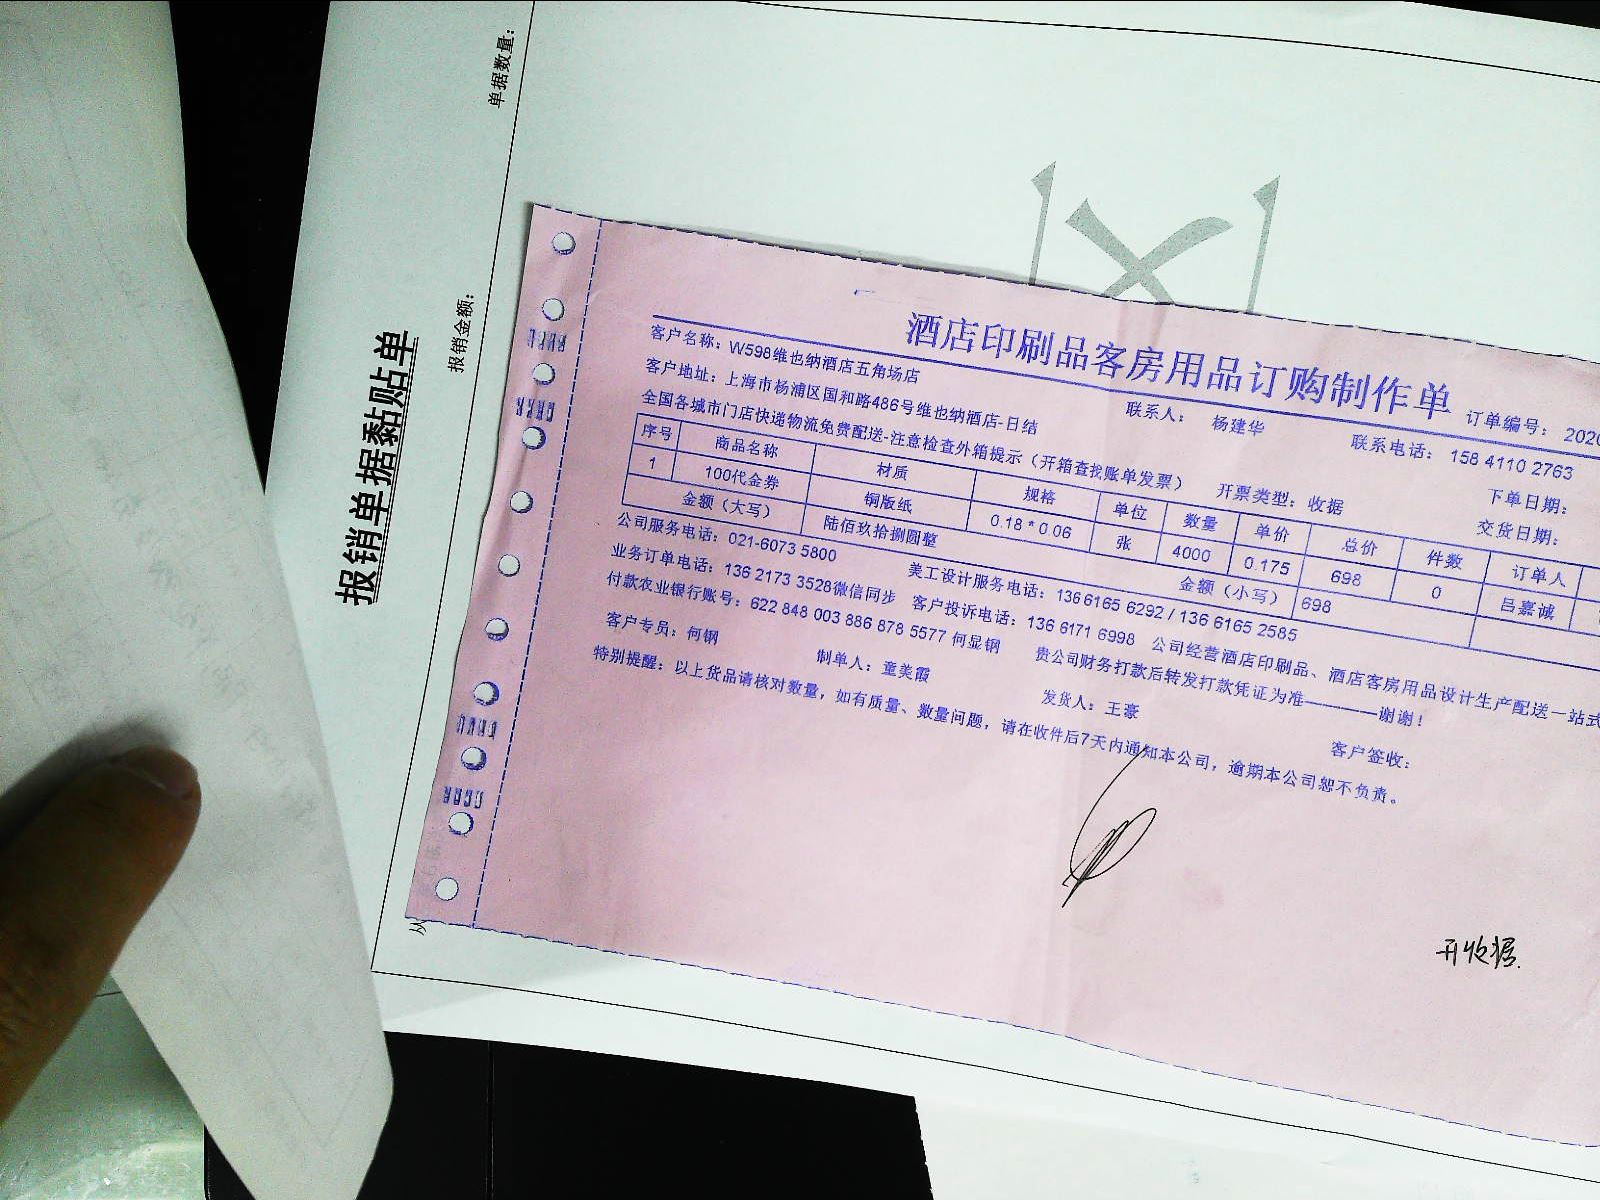 单据数量：
报销金额：
报销单据黏贴单
酒店印刷品客房用品订购制作单
订单编号： 2020
客户名称：W598维也纳酒店五角场店
联系人： 杨建华
联系电话： 158 4110 2763
客户地址：上海市杨浦区国和路486号维也纳酒店-日结
下单日期：
全国各城市门店快递物流免费配送-注意检查外箱提示（开箱查找账单发票） 开票类型：收据
交货日期：
序号 商品名称 材质 规格 单位 数量 单价 总价 件数 订单人
1 100代金券 铜版纸 0.18 * 0.06 张 4000 0.175 698 0 吕嘉诚
金额（大写） 陆佰玖拾捌圆整 金额（小写） 698
公司服务电话：021-6073 5800 美工设计服务电话：136 6165 6292 / 136 6165 2585
业务订单电话：136 2173 3528微信同步 客户投诉电话：136 6171 6998 公司经营酒店印刷品、酒店客房用品设计生产配送一站式
付款农业银行账号：622 848 003 886 878 5577 何显钢 贵公司财务打款后转发打款凭证为准————谢谢！
客户专员：何钢 制单人：童美霞 发货人：王豪 客户签收：
特别提醒：以上货品请核对数量，如有质量、数量问题，请在收件后7天内通知本公司，逾期本公司恕不负责。
开收据.